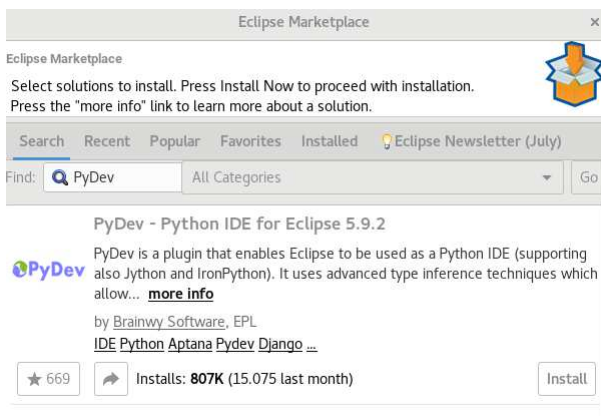 Eclipse Marketplace ×
Eclipse Marketplace
Select solutions to install. Press Install Now to proceed with installation.
Press the "more info" link to learn more about a solution.
Search Recent Popular Favorites Installed Eclipse Newsletter (July)
Find: PyDev All Categories Go
PyDev - Python IDE for Eclipse 5.9.2
PyDev is a plugin that enables Eclipse to be used as a Python IDE (supporting
PyDev also Jython and IronPython). It uses advanced type inference techniques which
allow... more info
by Brainwy Software, EPL
IDE Python Aptana Pydev Django ...
669 Installs: 807K (15.075 last month) Install